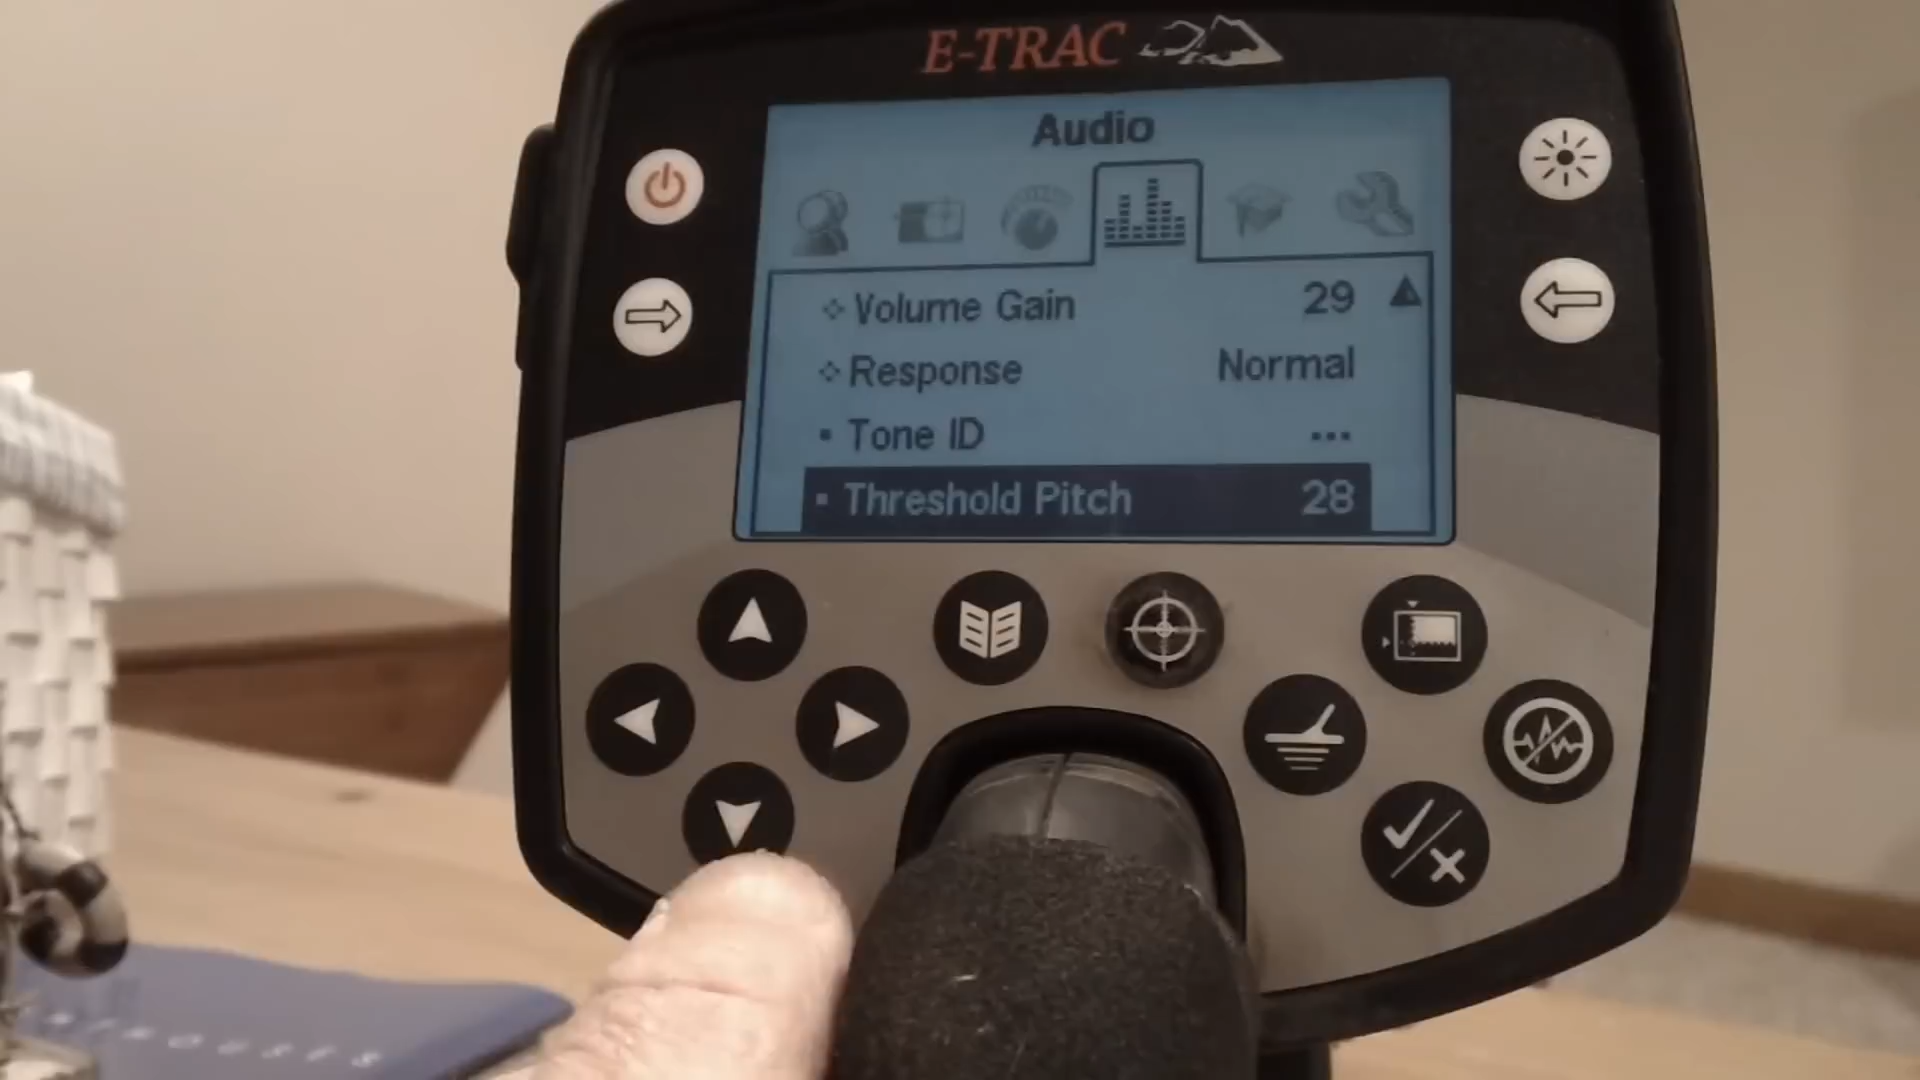 E-TRAC
Audio
Volume Gain 29
Response Normal
Tone ID ...
Threshold Pitch 28